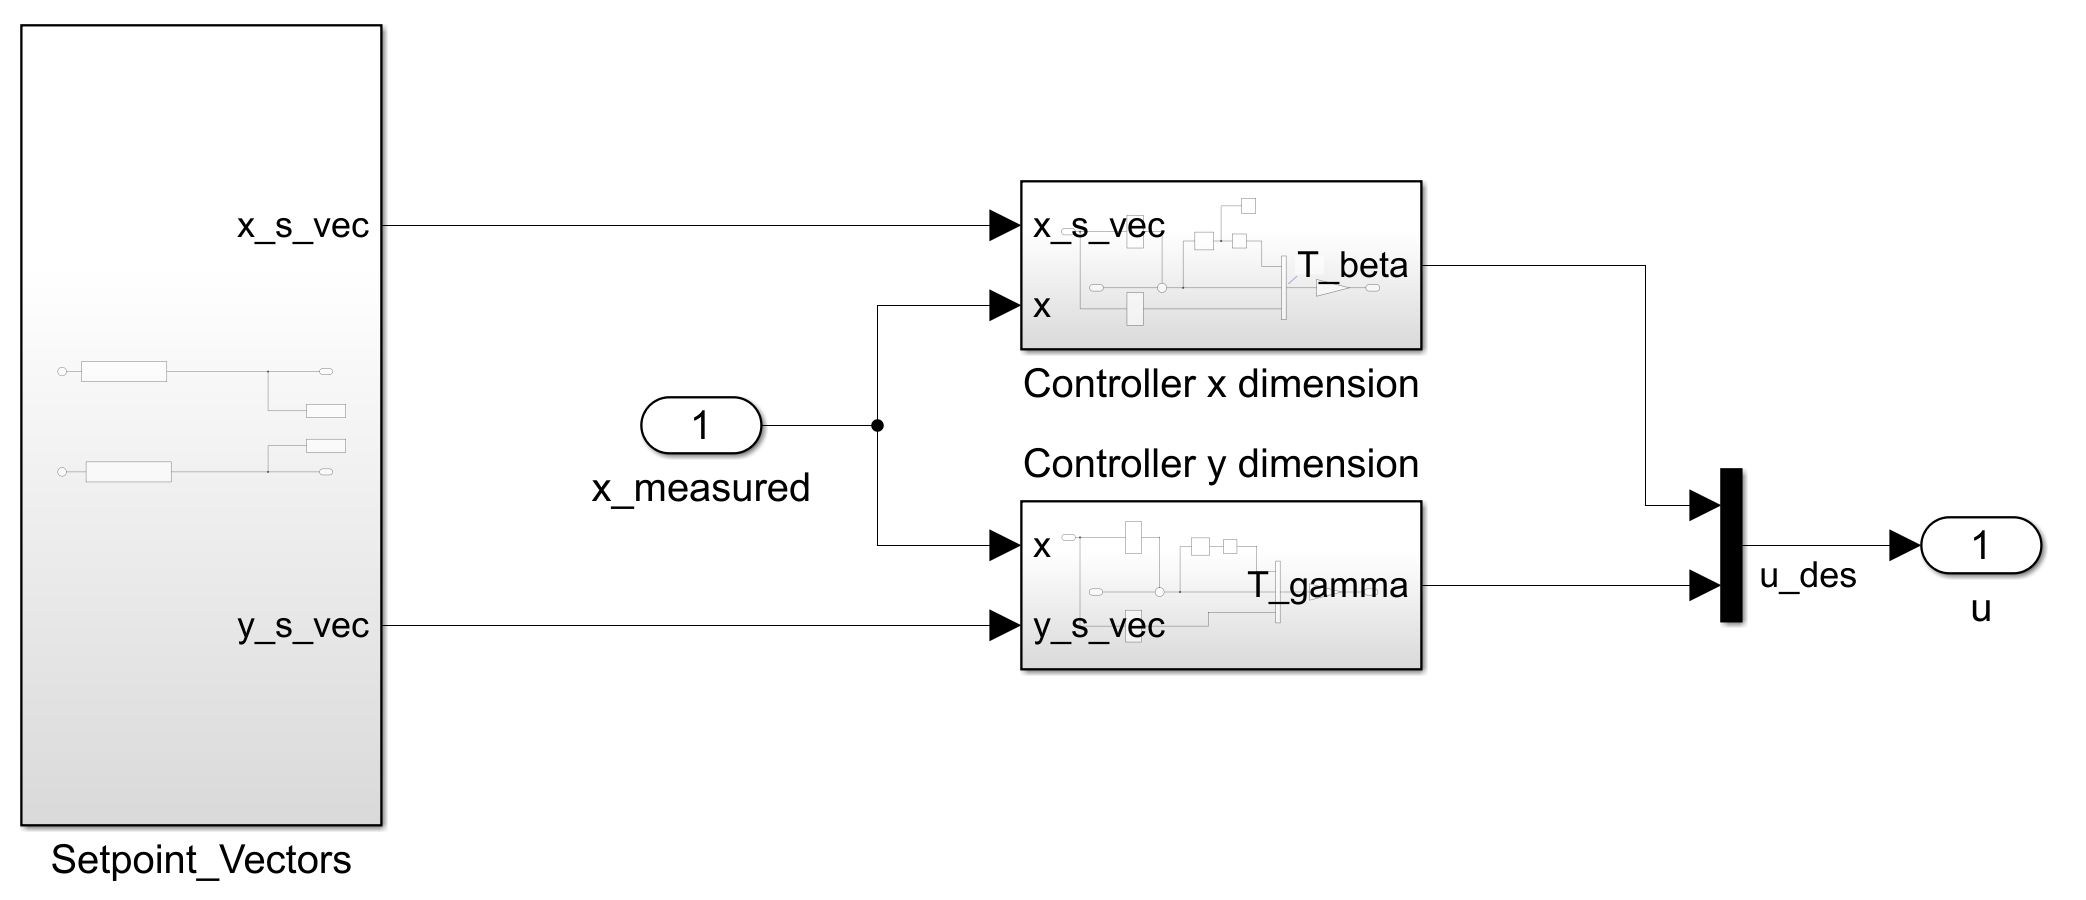 x_s_vec
y_s_vec
Setpoint_Vectors
1
x_measured
x_s_vec
x
T_beta
Controller x dimension
Controller y dimension
x
T_gamma
y_s_vec
u_des
1
u